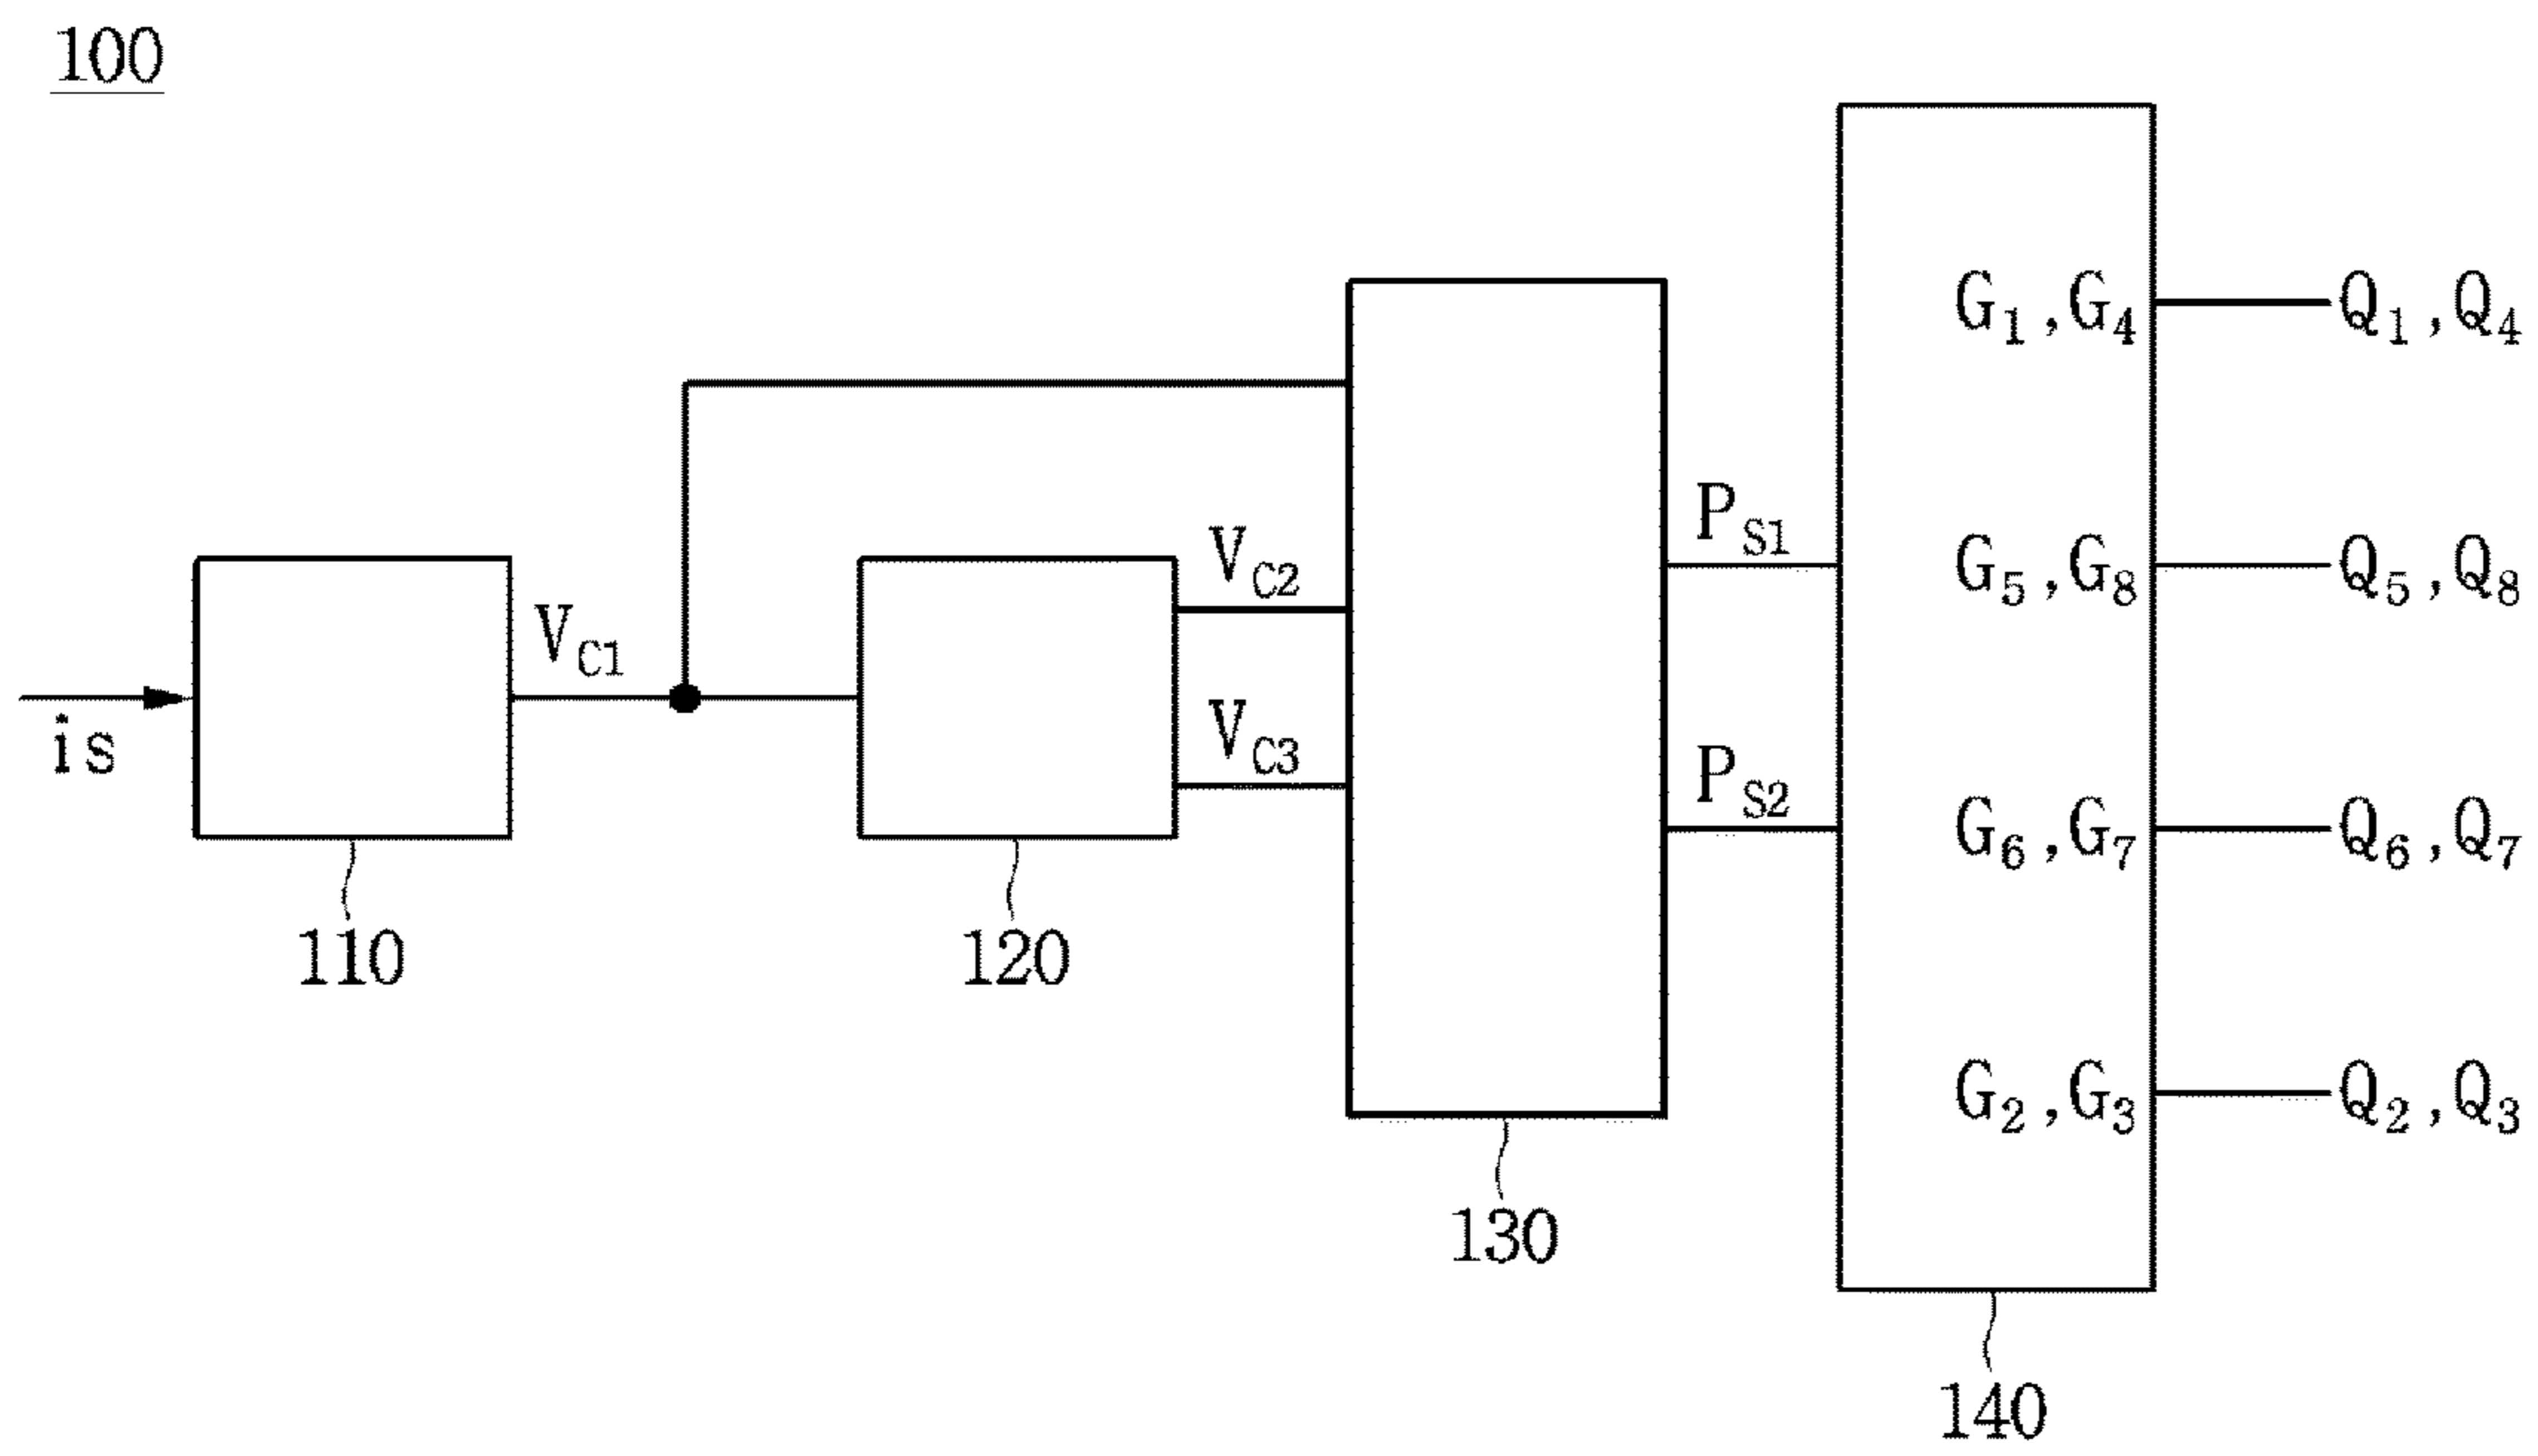 100
G1,G4 Q1,Q4
PS1
VC2 G5,G8 Q5,Q8
VC1
is VC3 PS2
G6,G7 Q6,Q7
110 120
G2,G3 Q2,Q3
130
140